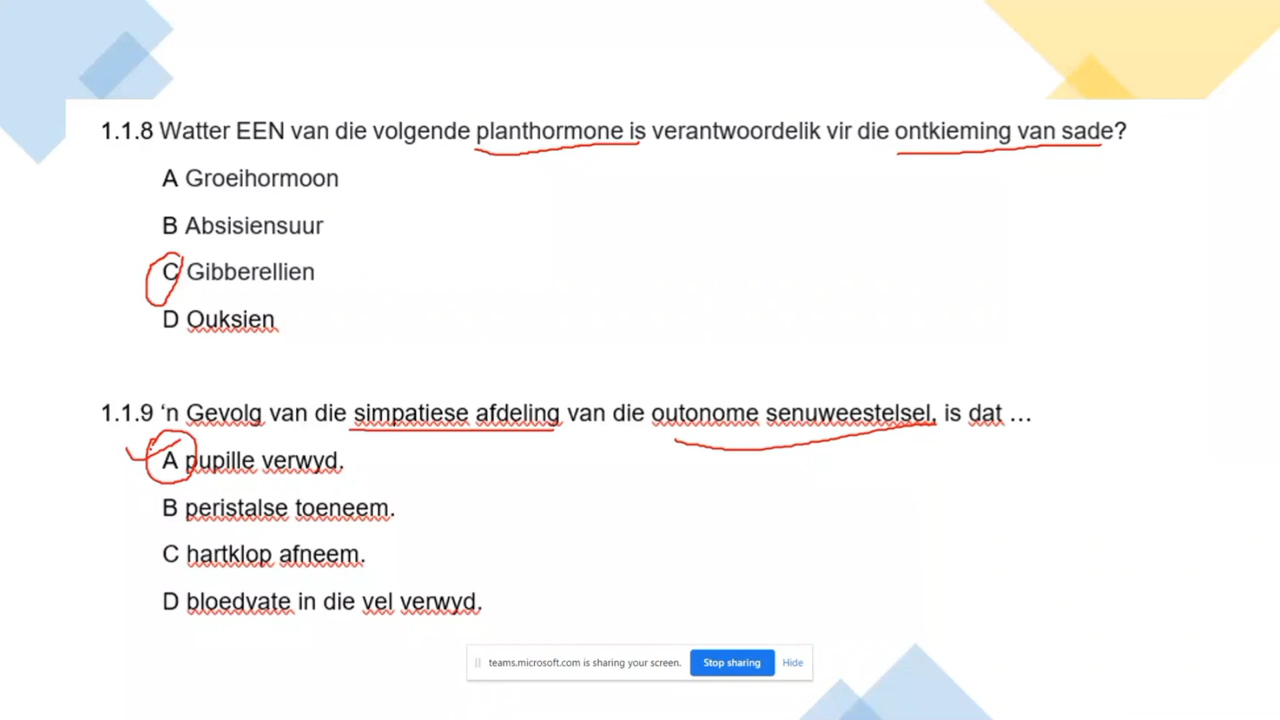 1.1.8 Watter EEN van die volgende planthormone is verantwoordelik vir die ontkieming van sade?
A Groeihormoon
B Absisiensuur
C Gibberellien
D Ouksien
1.1.9 ‘n Gevolg van die simpatiese afdeling van die outonome senuweestelsel, is dat …
A pupille verwyd.
B peristalse toeneem.
C hartklop afneem.
D bloedvate in die vel verwyd.
teams.microsoft.com is sharing your screen. Stop sharing Hide